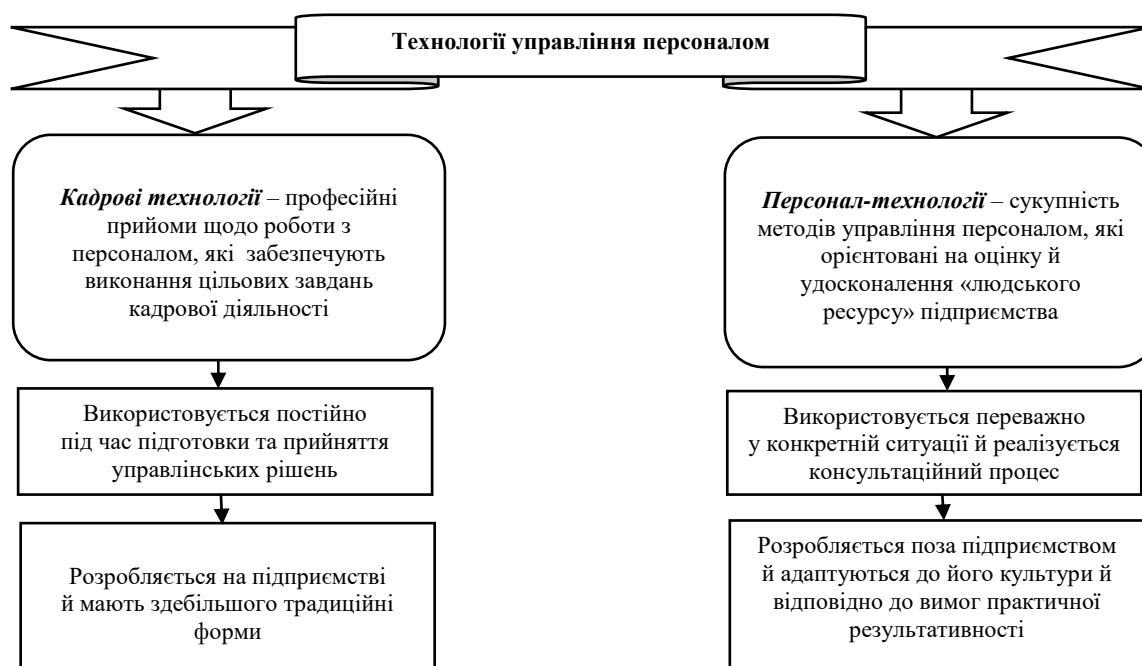 Технології управління персоналом
Кадрові технології – професійні
прийоми щодо роботи з
персоналом, які забезпечують
виконання цільових завдань
кадрової діяльності
Використовується постійно
під час підготовки та прийняття
управлінських рішень
Розробляється на підприємстві
й мають здебільшого традиційні
форми
Персонал-технології – сукупність
методів управління персоналом, які
орієнтовані на оцінку й
удосконалення «людського
ресурсу» підприємства
Використовується переважно
у конкретній ситуації й реалізується
консультаційний процес
Розробляється поза підприємством
й адаптуються до його культури й
відповідно до вимог практичної
результативності